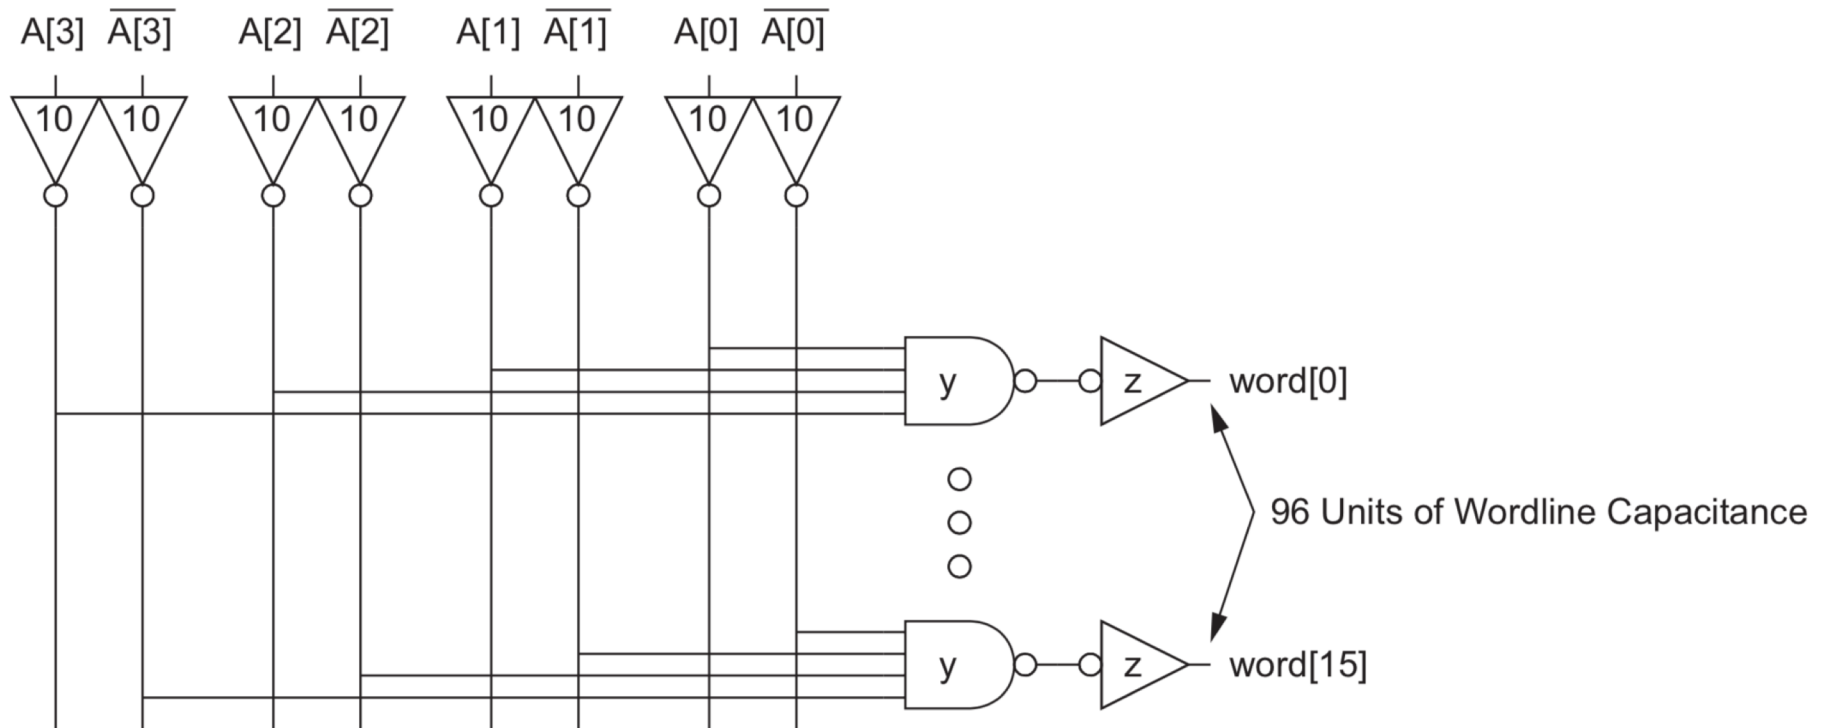 A[3] A̅[̅3̅]̅ A[2] A̅[̅2̅]̅ A[1] A̅[̅1̅]̅ A[0] A̅[̅0̅]̅
10 10 10 10 10 10 10 10
y z word[0]
96 Units of Wordline Capacitance
y z word[15]